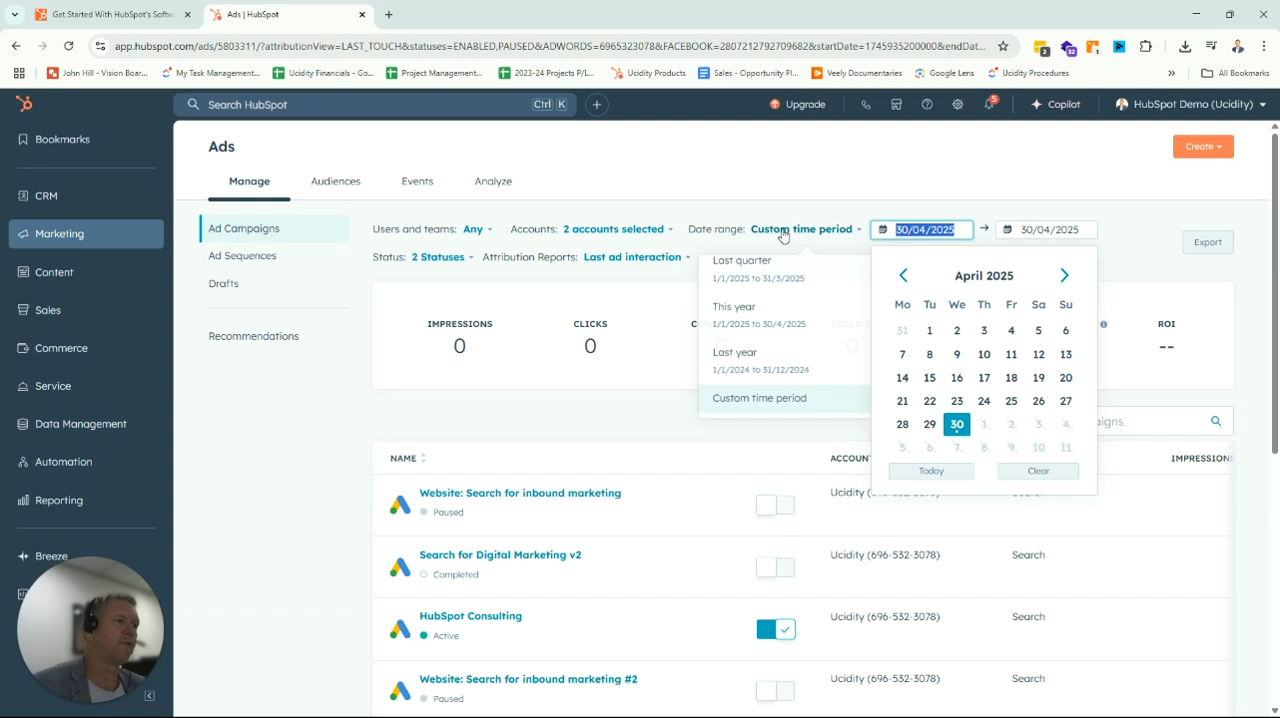 Get Started With HubSpot's Softw
Ads | HubSpot
app.hubspot.com/ads/5803311/?attributionView=LAST_TOUCH&statuses=ENABLED,PAUSED&ADWORDS=6965323078&FACEBOOK=2807212792709682&startDate=1745935200000&endDat...
John Hill - Vision Boar...
My Task Management...
Ucidity Financials - Go...
Project Management...
2023-24 Projects P/L...
Ucidity Products
Sales - Opportunity Pl...
Veely Documentaries
Google Lens
Ucidity Procedures
»
All Bookmarks
Search HubSpot
Ctrl K
Upgrade
5
Copilot
HubSpot Demo (Ucidity)
Bookmarks
CRM
Marketing
Content
Sales
Commerce
Service
Data Management
Automation
Reporting
Breeze
Ads
Create
Manage
Audiences
Events
Analyze
Ad Campaigns
Ad Sequences
Drafts
Recommendations
Users and teams: Any
Accounts: 2 accounts selected
Date range: Custom time period
30/04/2025
30/04/2025
Export
Status: 2 Statuses
Attribution Reports: Last ad interaction
Last quarter
1/1/2025 to 31/3/2025
This year
1/1/2025 to 30/4/2025
Last year
1/1/2024 to 31/12/2024
Custom time period
April 2025
Mo Tu We Th Fr Sa Su
31 1 2 3 4 5 6
7 8 9 10 11 12 13
14 15 16 17 18 19 20
21 22 23 24 25 26 27
28 29 30 1 2 3 4
5 6 7 8 9 10 11
Today
Clear
IMPRESSIONS
0
CLICKS
0
DEALS
0
ROI
--
aigns
NAME
ACCOUN
IMPRESSIONS
Website: Search for inbound marketing
Paused
Search for Digital Marketing v2
Completed
Ucidity (696-532-3078)
Search
HubSpot Consulting
Active
Ucidity (696-532-3078)
Search
Website: Search for inbound marketing #2
Paused
Ucidity (696-532-3078)
Search